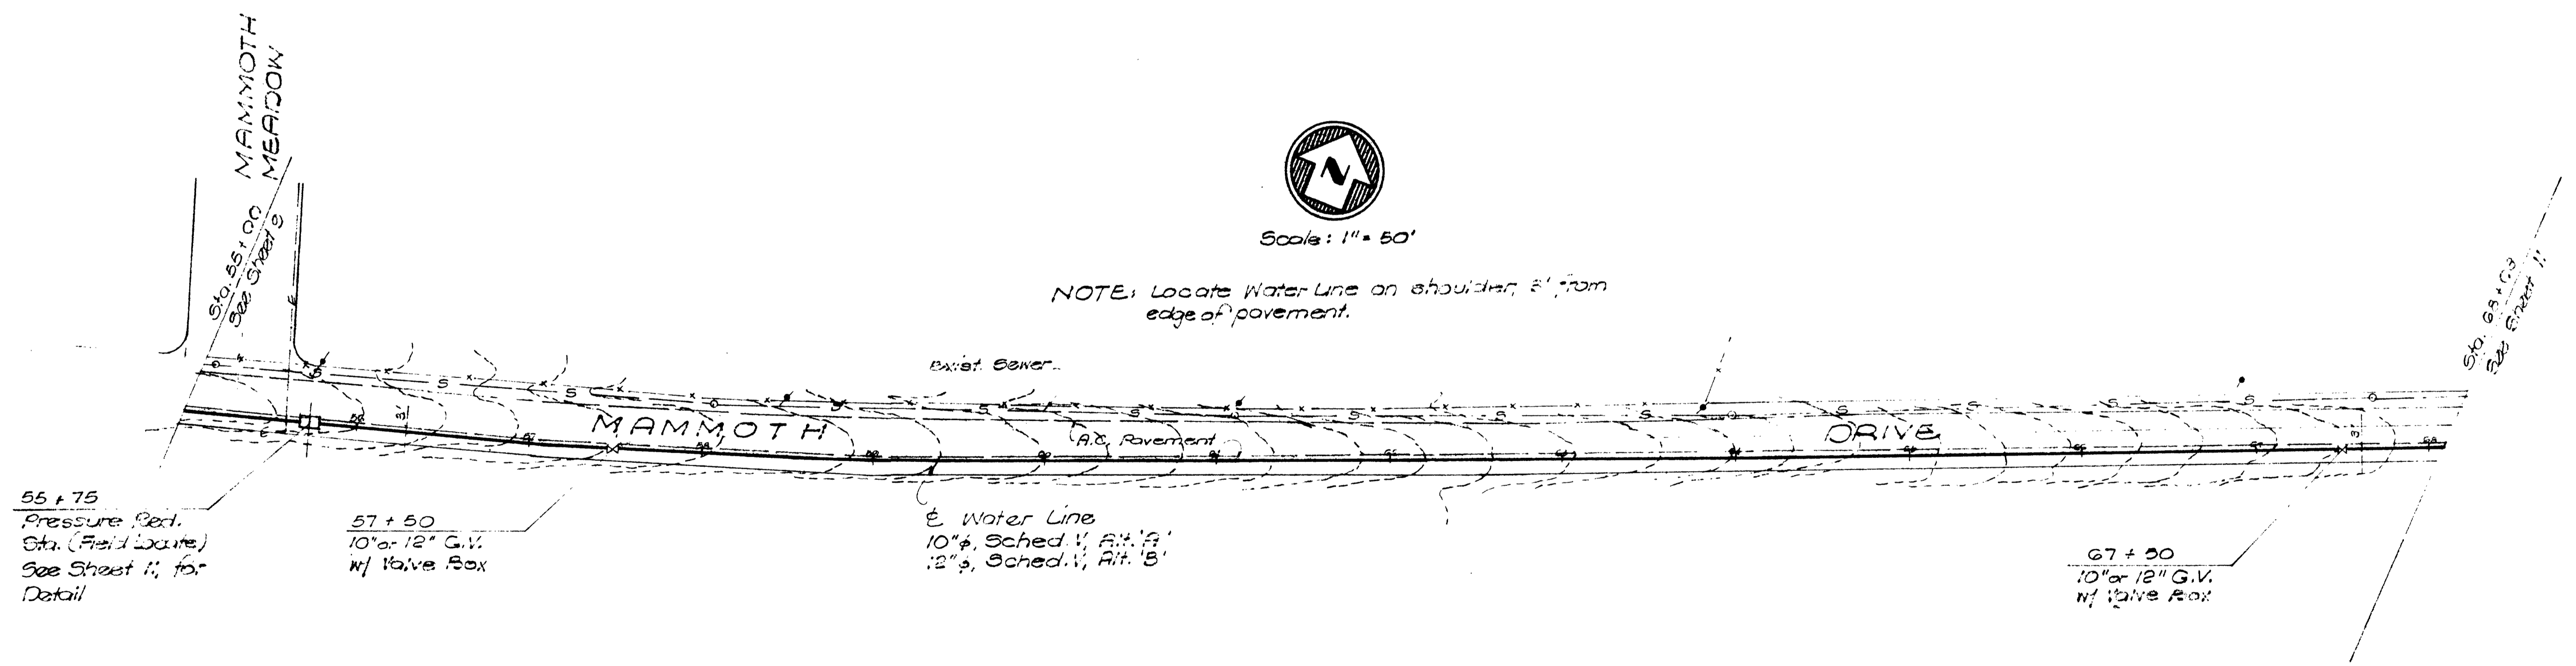 MAMMOTH
MEADOW
Sta. 55+00
See Sheet 9
N
Scale: 1" = 50'
NOTE: Locate Water Line on shoulder, from
edge of pavement.
Exist. Sewer
Sta. 68+
See Sheet 11
MAMMOTH
DRIVE
A.C. Pavement
55+75
Pressure Red.
Sta. (Field Locate)
See Sheet 11, for
Detail
57+50
10" or 12" G.V.
w/ Valve Box
℄ Water Line
10"ϕ, Sched. V, Alt. 'A'
12"ϕ, Sched. V, Alt. 'B'
67+50
10" or 12" G.V.
w/ Valve Box